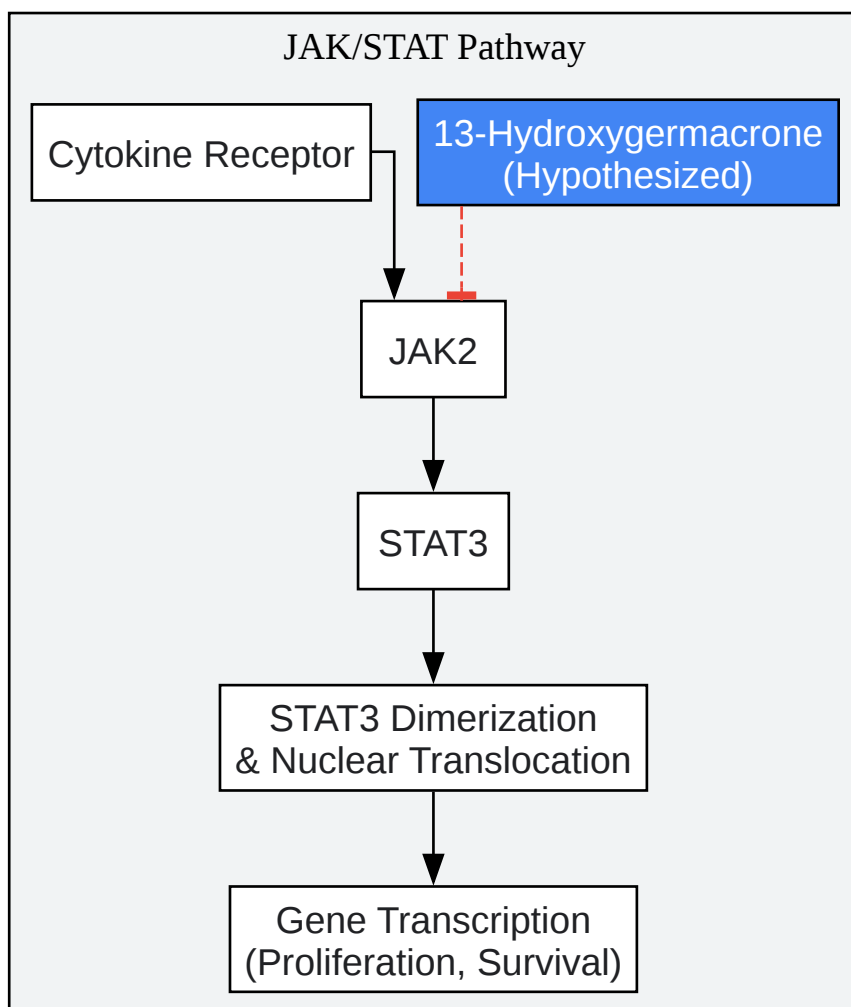 JAK/STAT Pathway
Cytokine Receptor
13-Hydroxygermacrone
(Hypothesized)
JAK2
STAT3
STAT3 Dimerization
& Nuclear Translocation
Gene Transcription
(Proliferation, Survival)